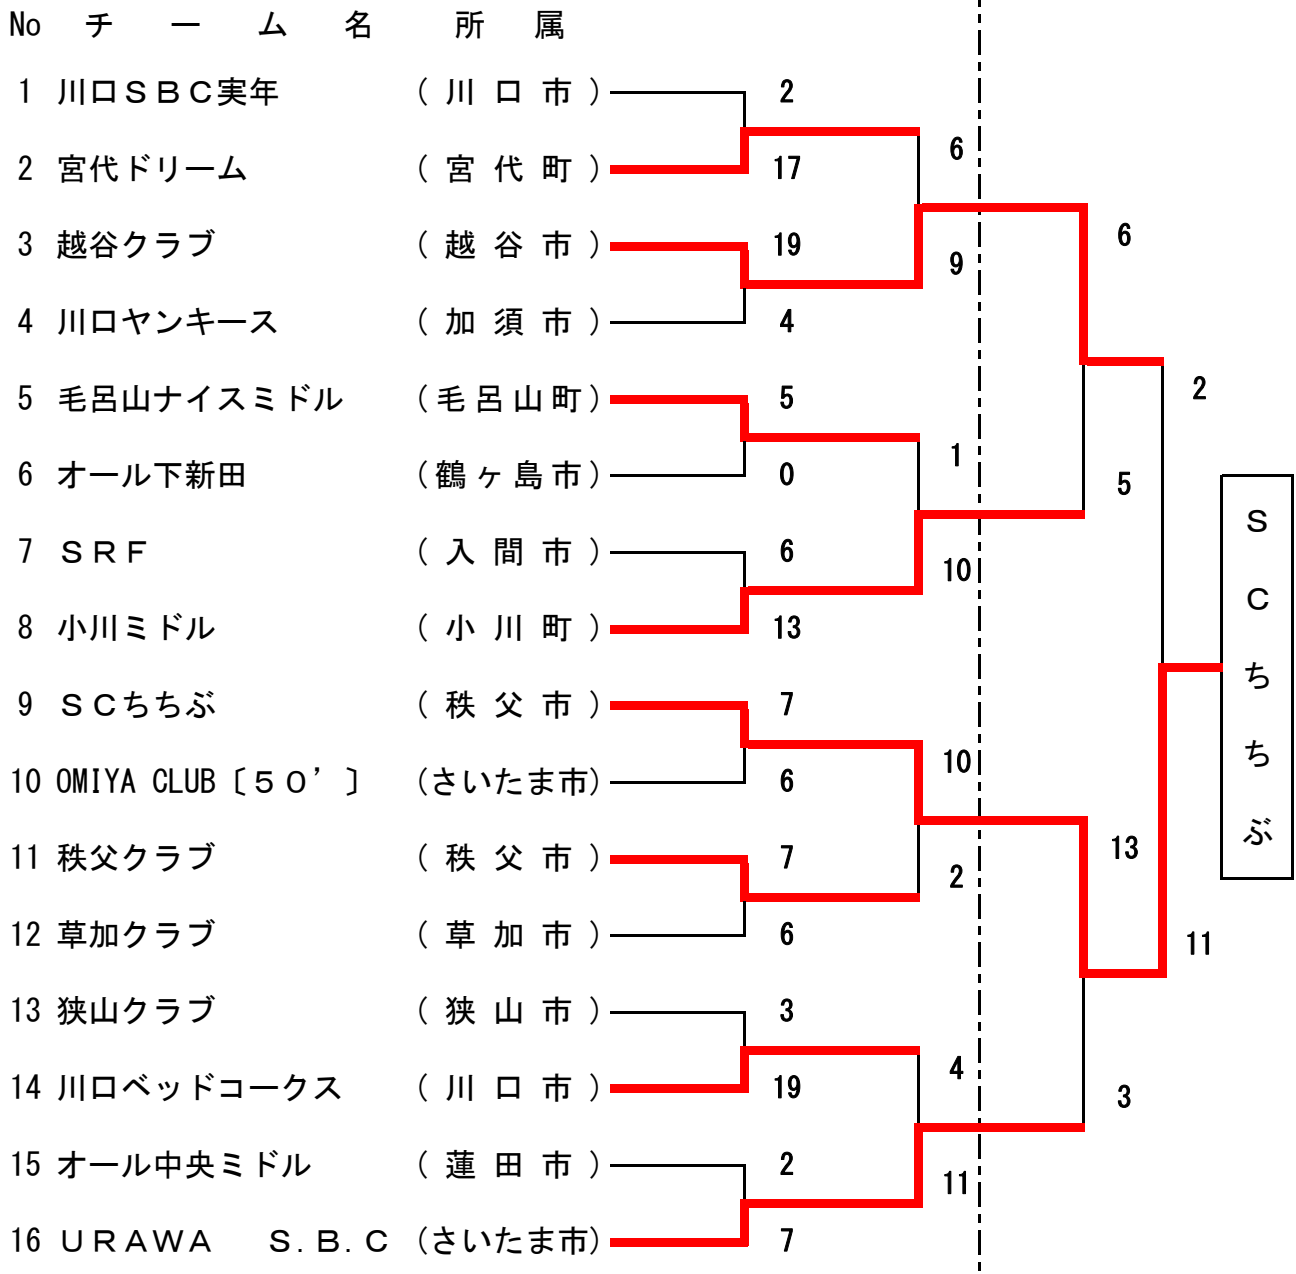 No チーム名 所属
1 川口SBC実年 (川口市) 2
6
2 宮代ドリーム (宮代町) 17
3 越谷クラブ (越谷市) 19
6
9
4 川口ヤンキース (加須市) 4
5 毛呂山ナイスミドル (毛呂山町) 5
2
1
6 オール下新田 (鶴ヶ島市) 0
5
7 SRF (入間市) 6
10
8 小川ミドル (小川町) 13
9 SCちちぶ (秩父市) 7
SCちちぶ
10
10 OMIYA CLUB〔50’〕 (さいたま市) 6
11 秩父クラブ (秩父市) 7
13
2
12 草加クラブ (草加市) 6
11
13 狭山クラブ (狭山市) 3
4
14 川口ベッドコークス (川口市) 19
3
15 オール中央ミドル (蓮田市) 2
11
16 URAWA S.B.C (さいたま市) 7